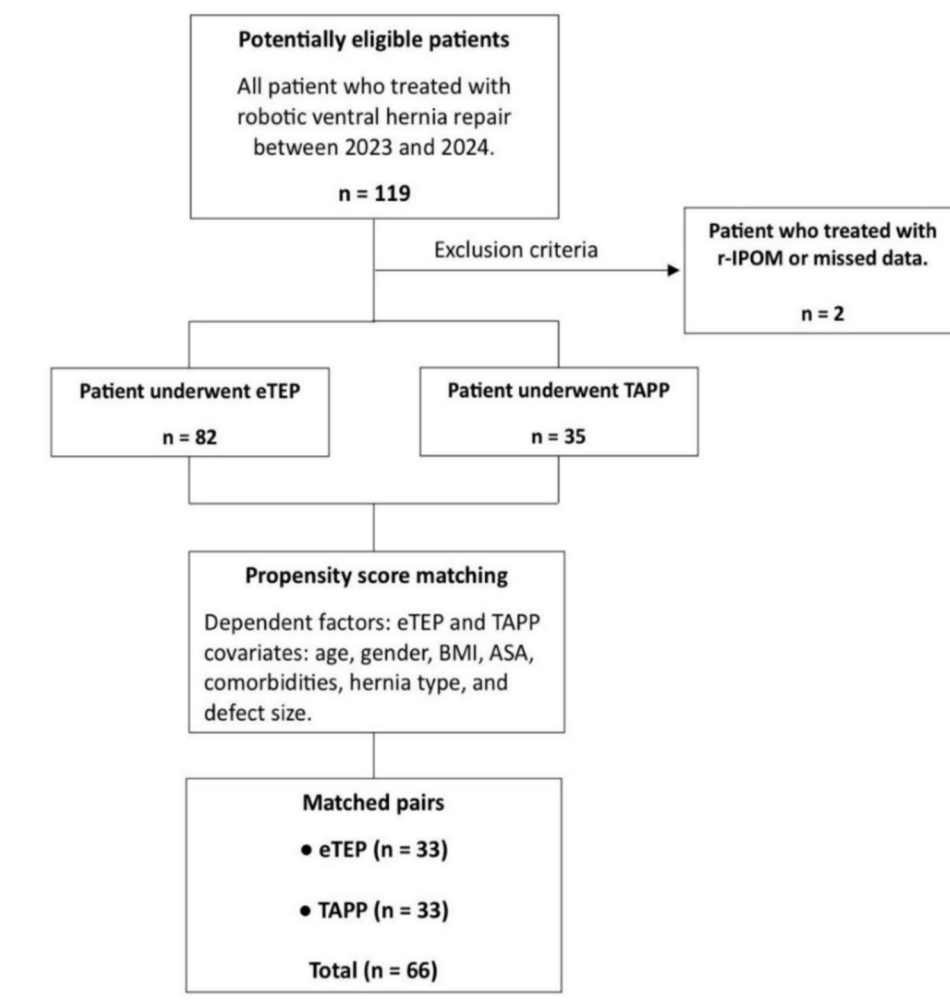 Potentially eligible patients
All patient who treated with
robotic ventral hernia repair
between 2023 and 2024.
n = 119
Exclusion criteria
Patient who treated with
r-IPOM or missed data.
n = 2
Patient underwent eTEP
n = 82
Patient underwent TAPP
n = 35
Propensity score matching
Dependent factors: eTEP and TAPP
covariates: age, gender, BMI, ASA,
comorbidities, hernia type, and
defect size.
Matched pairs
● eTEP (n = 33)
● TAPP (n = 33)
Total (n = 66)